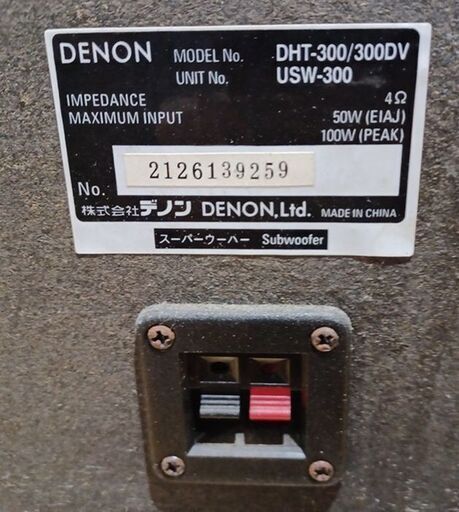 DENON MODEL No. DHT-300/300DV
UNIT No. USW-300
IMPEDANCE 4Ω
MAXIMUM INPUT 50W (EIAJ)
100W (PEAK)
No. 2126139259
株式会社デノン DENON,Ltd. MADE IN CHINA
スーパーウーハー Subwoofer